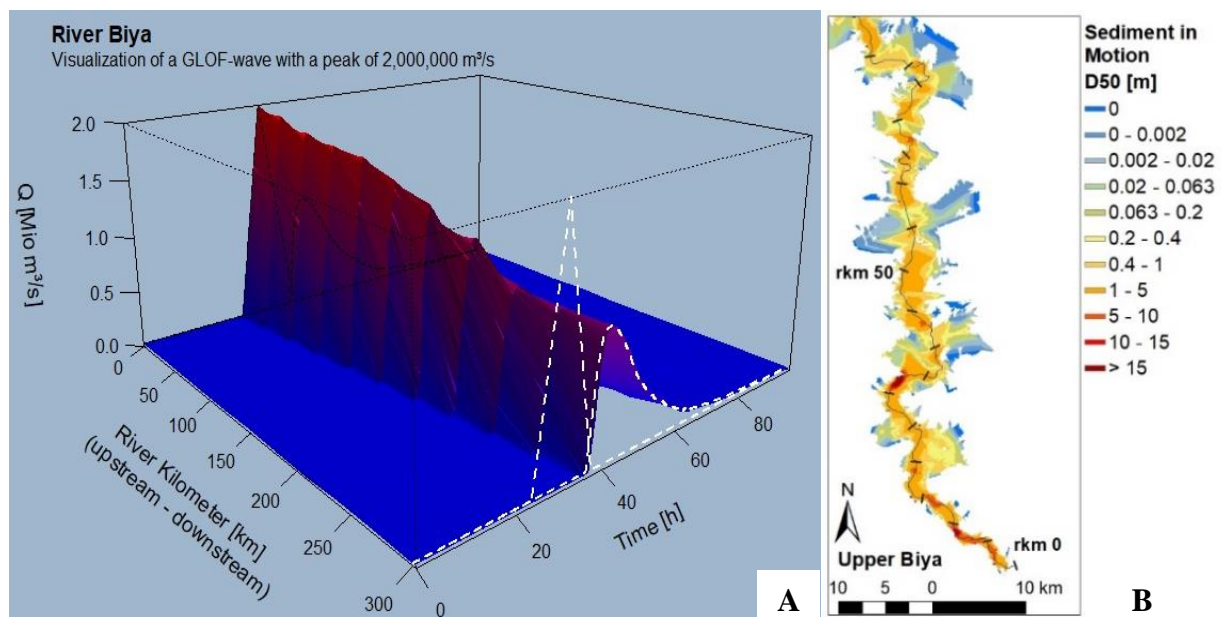 River Biya
Visualization of a GLOF-wave with a peak of 2,000,000 m³/s
2.0
1.5
1.0
0.5
0.0
Q [Mio m³/s]
0
50
100
150
200
250
300
River Kilometer [km]
(upstream - downstream)
0
20
40
60
80
Time [h]
A
Sediment in
Motion
D50 [m]
0
0 - 0.002
0.002 - 0.02
0.02 - 0.063
0.063 - 0.2
0.2 - 0.4
0.4 - 1
1 - 5
5 - 10
10 - 15
> 15
rkm 50
N
Upper Biya
rkm 0
10 5 0 10 km
B